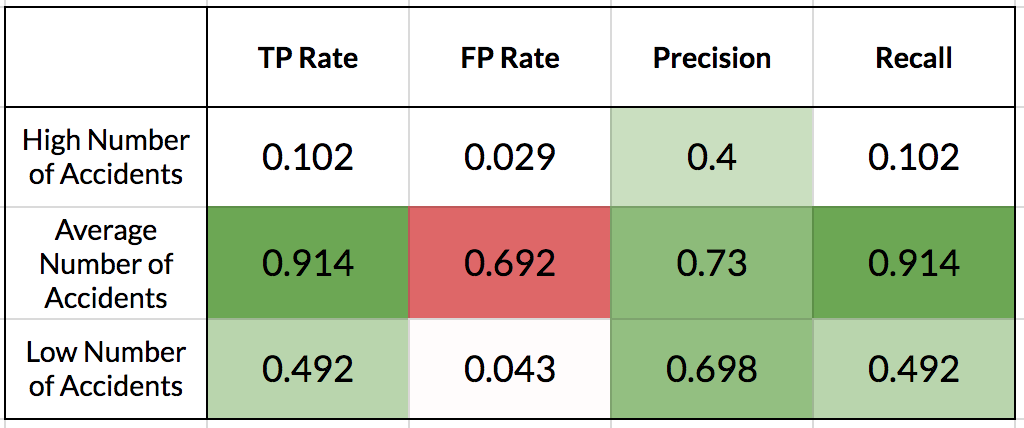 TP Rate FP Rate Precision Recall
High Number
of Accidents
0.102 0.029 0.4 0.102
Average
Number of
Accidents
0.914 0.692 0.73 0.914
Low Number
of Accidents
0.492 0.043 0.698 0.492